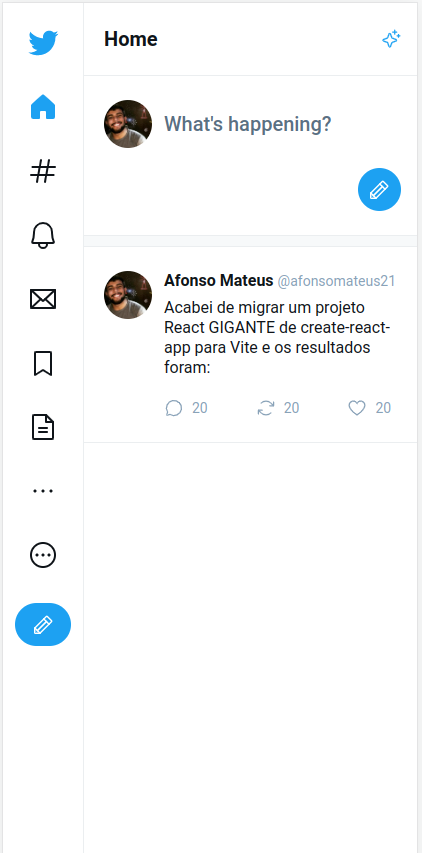 Home
What's happening?
Afonso Mateus @afonsomateus21
Acabei de migrar um projeto
React GIGANTE de create-react-
app para Vite e os resultados
foram:
20 20 20